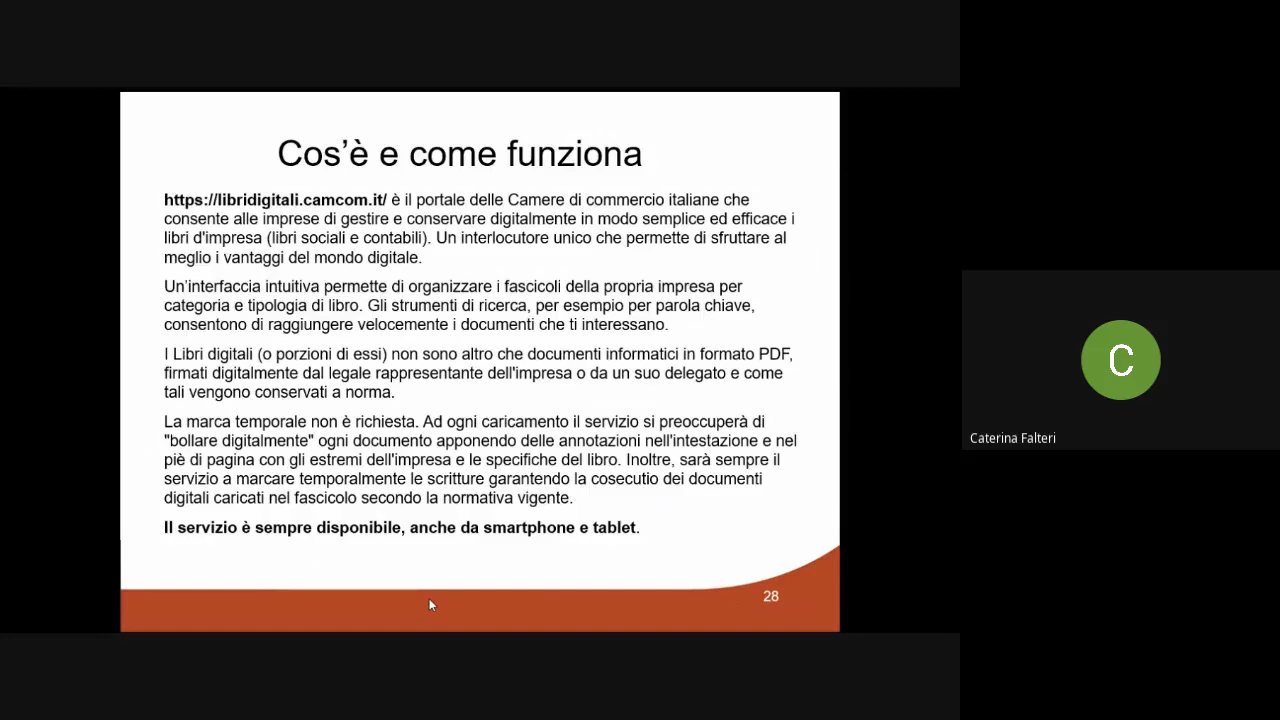 Cos’è e come funziona
https://libridigitali.camcom.it/ è il portale delle Camere di commercio italiane che
consente alle imprese di gestire e conservare digitalmente in modo semplice ed efficace i
libri d'impresa (libri sociali e contabili). Un interlocutore unico che permette di sfruttare al
meglio i vantaggi del mondo digitale.
Un’interfaccia intuitiva permette di organizzare i fascicoli della propria impresa per
categoria e tipologia di libro. Gli strumenti di ricerca, per esempio per parola chiave,
consentono di raggiungere velocemente i documenti che ti interessano.
I Libri digitali (o porzioni di essi) non sono altro che documenti informatici in formato PDF,
firmati digitalmente dal legale rappresentante dell'impresa o da un suo delegato e come
tali vengono conservati a norma.
La marca temporale non è richiesta. Ad ogni caricamento il servizio si preoccuperà di
"bollare digitalmente" ogni documento apponendo delle annotazioni nell'intestazione e nel
piè di pagina con gli estremi dell'impresa e le specifiche del libro. Inoltre, sarà sempre il
servizio a marcare temporalmente le scritture garantendo la cosecutio dei documenti
digitali caricati nel fascicolo secondo la normativa vigente.
Il servizio è sempre disponibile, anche da smartphone e tablet.
28
C
Caterina Falteri